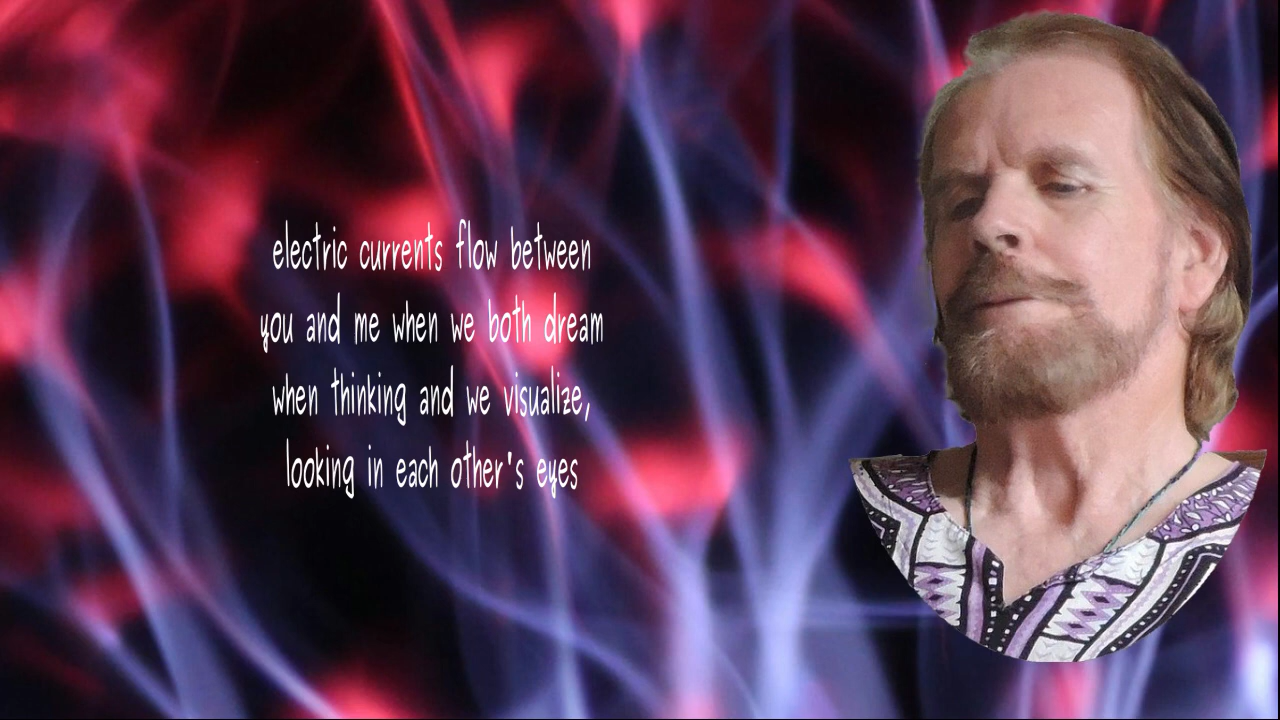 electric currents flow between
you and me when we both dream
when thinking and we visualize,
looking in each other's eyes